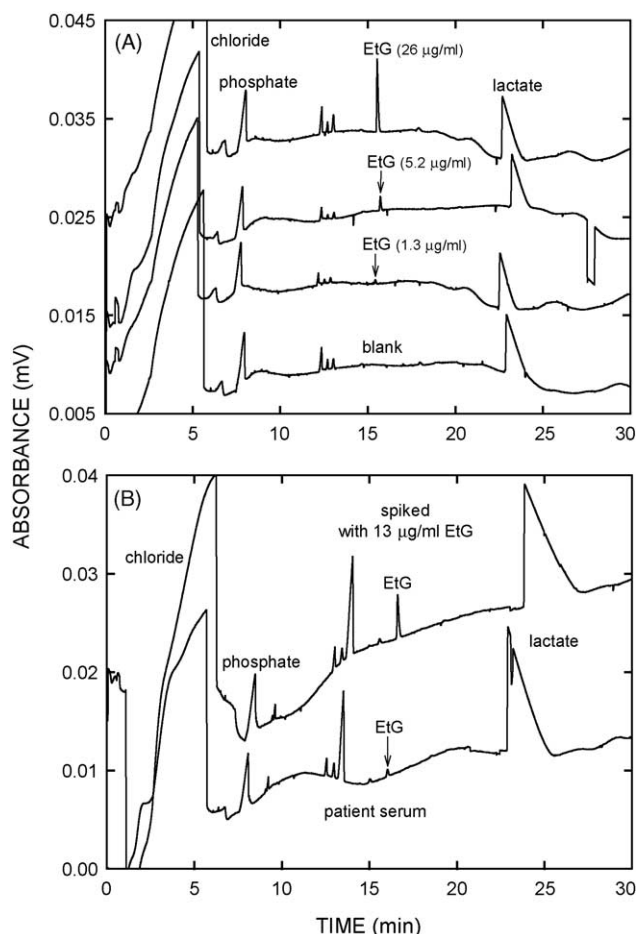 ABSORBANCE (mV)
(A)
0.045
0.035
0.025
0.015
0.005
chloride
phosphate
EtG (26 µg/ml)
lactate
EtG (5.2 µg/ml)
EtG (1.3 µg/ml)
blank
0 5 10 15 20 25 30
(B)
0.04
0.03
0.02
0.01
0.00
chloride
spiked
with 13 µg/ml EtG
EtG
phosphate
lactate
EtG
patient serum
0 5 10 15 20 25 30
TIME (min)